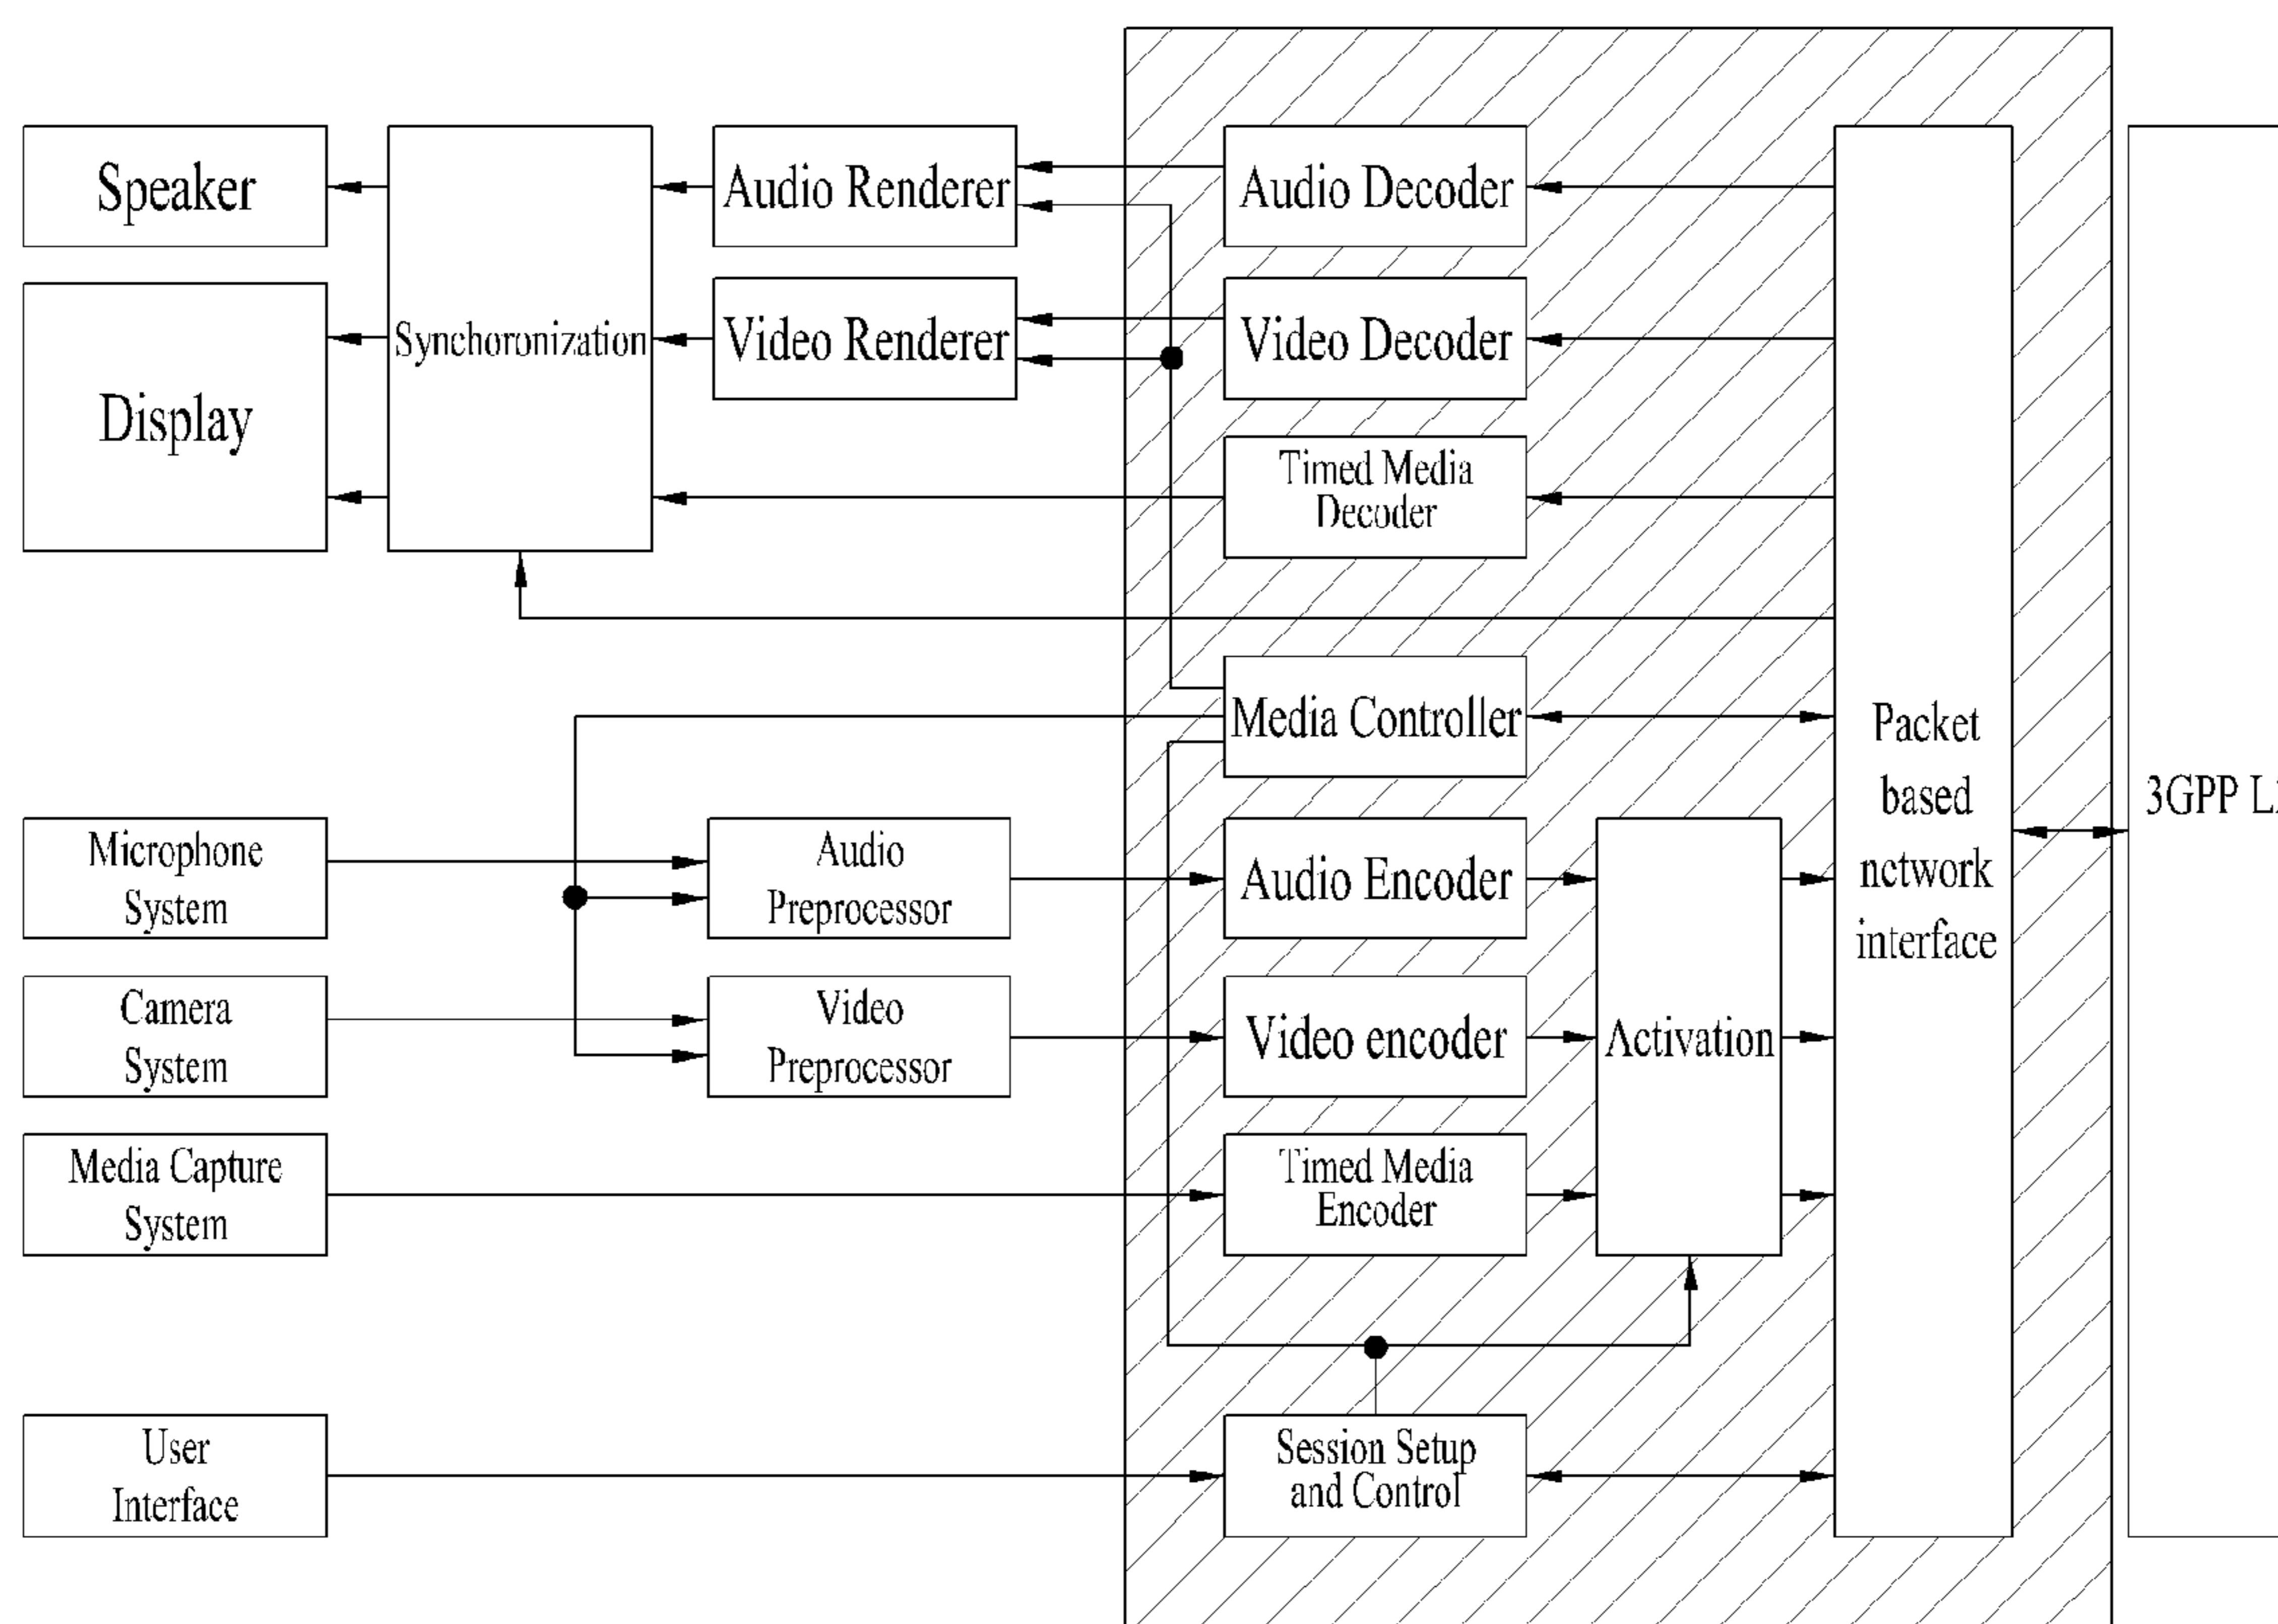 Speaker
Synchoronization
Audio Renderer
Audio Decoder
Display
Video Renderer
Video Decoder
Timed Media
Decoder
Media Controller
Packet
based
nctwork
interface
3GPP
Microphone
System
Audio
Preprocessor
Audio Encoder
Activation
Camera
System
Video
Preprocessor
Video encoder
Media Capture
System
Timed Media
Encoder
User
Interface
Session Setup
and Control